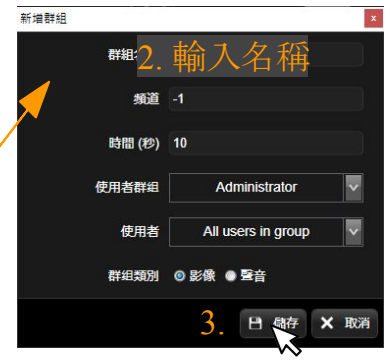 新增群組 x
群組 2. 輸入名稱
頻道 -1
時間 (秒) 10
使用者群組 Administrator
使用者 All users in group
群組類別 影像 聲音
3. 儲存 取消